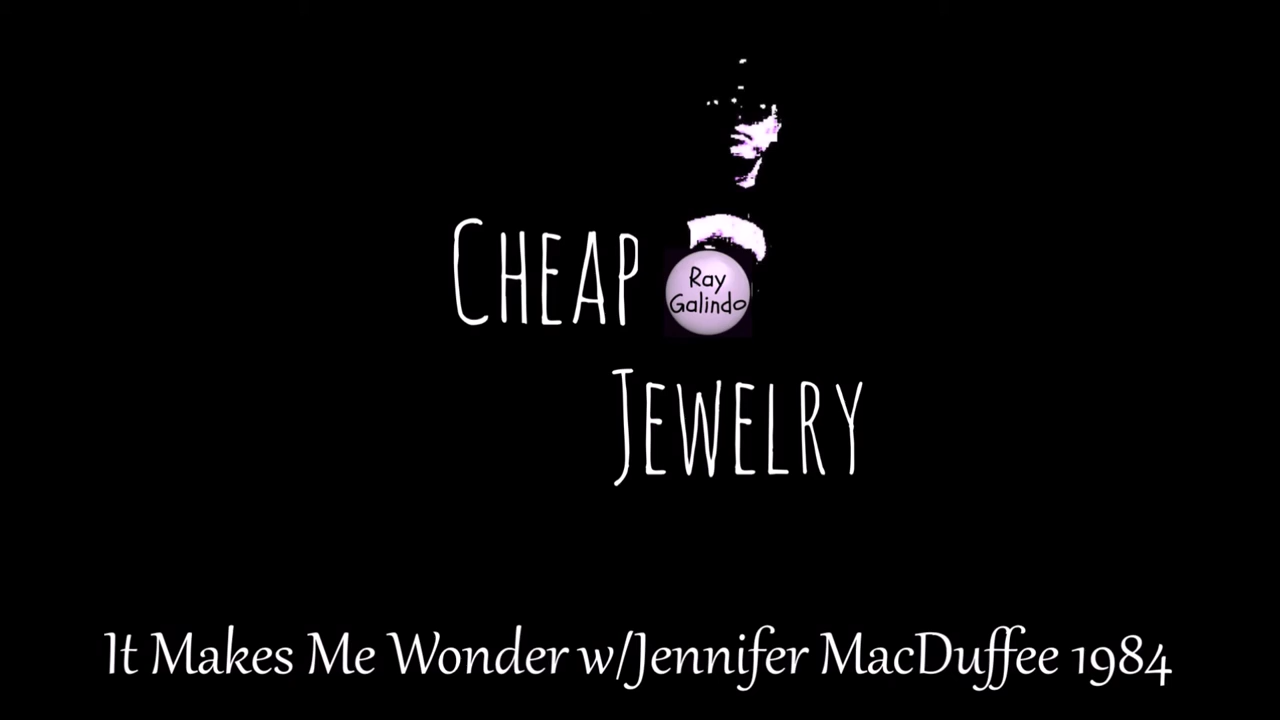 Cheap
Ray
Galindo
Jewelry
It Makes Me Wonder w/Jennifer MacDuffee 1984